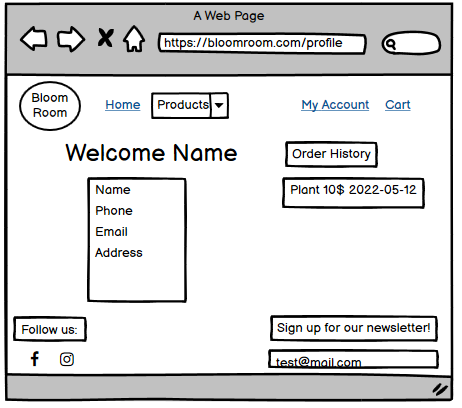 A Web Page
https://bloomroom.com/profile
Bloom
Room
Home
Products
My Account
Cart
Welcome Name
Order History
Name
Phone
Email
Address
Plant 10$ 2022-05-12
Follow us:
Sign up for our newsletter!
test@mail.com